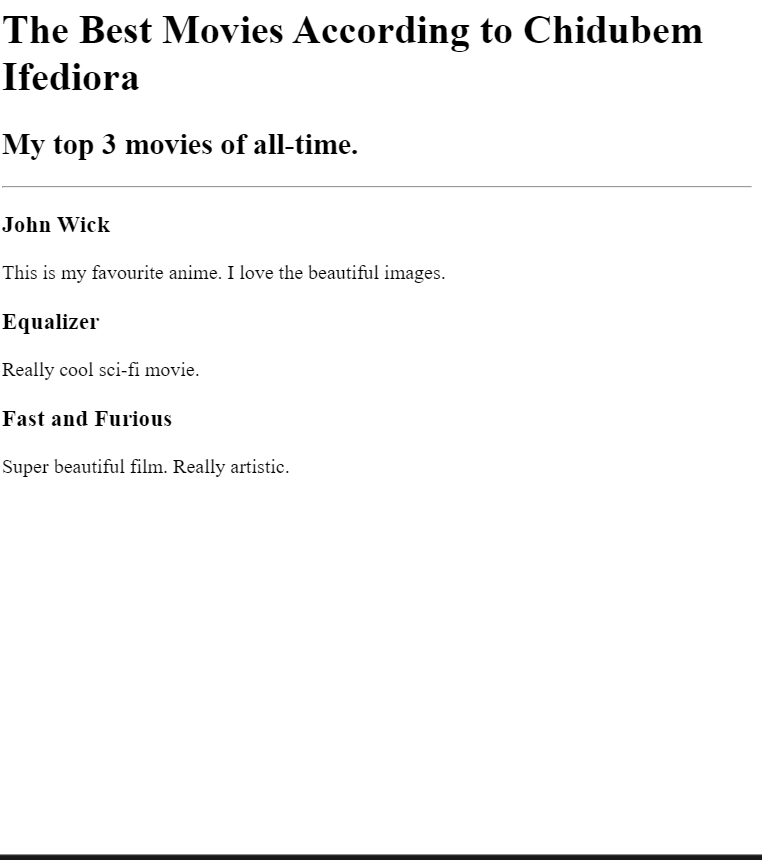 The Best Movies According to Chidubem
Ifediora
My top 3 movies of all-time.
John Wick
This is my favourite anime. I love the beautiful images.
Equalizer
Really cool sci-fi movie.
Fast and Furious
Super beautiful film. Really artistic.